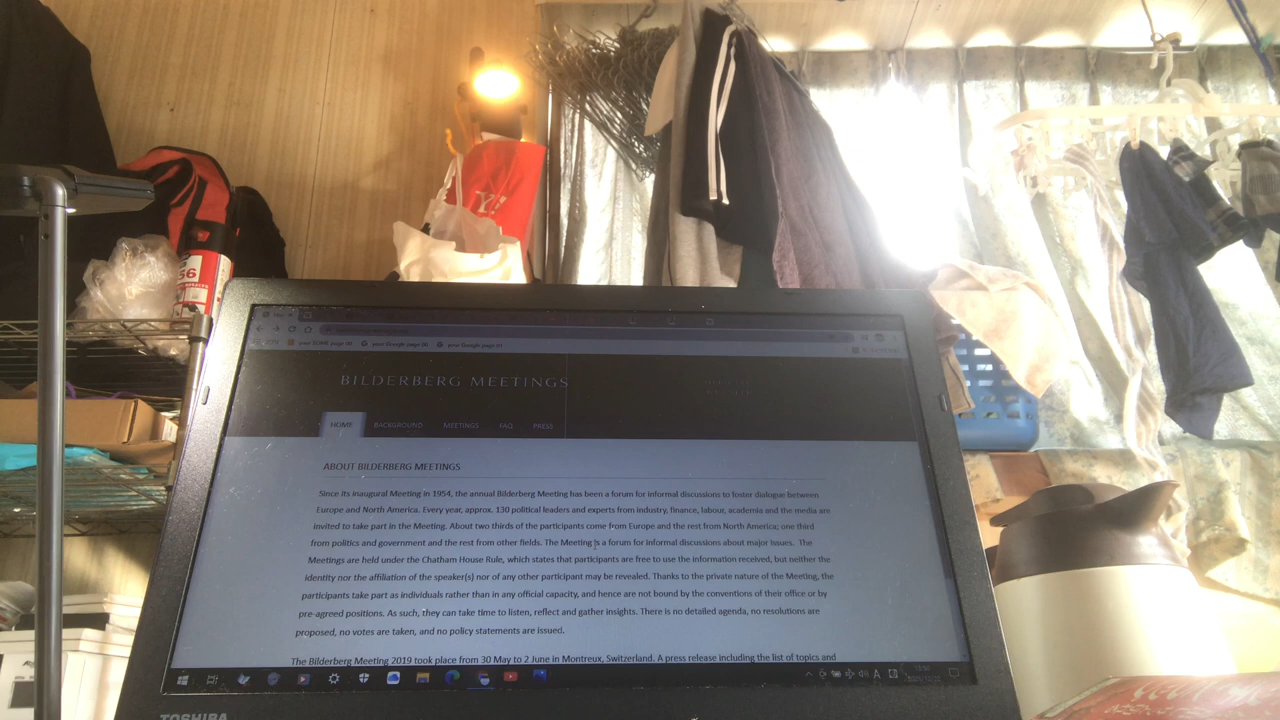 Y!
56
your Google page 00
your Google page 01
BILDERBERG MEETINGS
HOME BACKGROUND MEETINGS FAQ PRESS
ABOUT BILDERBERG MEETINGS
Since its inaugural Meeting in 1954, the annual Bilderberg Meeting has been a forum for informal discussions to foster dialogue between
Europe and North America. Every year, approx. 130 political leaders and experts from industry, finance, labour, academia and the media are
invited to take part in the Meeting. About two thirds of the participants come from Europe and the rest from North America; one third
from politics and government and the rest from other fields. The Meeting is a forum for informal discussions about major issues. The
Meetings are held under the Chatham House Rule, which states that participants are free to use the information received, but neither the
identity nor the affiliation of the speaker(s) nor of any other participant may be revealed. Thanks to the private nature of the Meeting, the
participants take part as individuals rather than in any official capacity, and hence are not bound by the conventions of their office or by
pre-agreed positions. As such, they can take time to listen, reflect and gather insights. There is no detailed agenda, no resolutions are
proposed, no votes are taken, and no policy statements are issued.
The Bilderberg Meeting 2019 took place from 30 May to 2 June in Montreux, Switzerland. A press release including the list of topics and
A
TOSHIBA